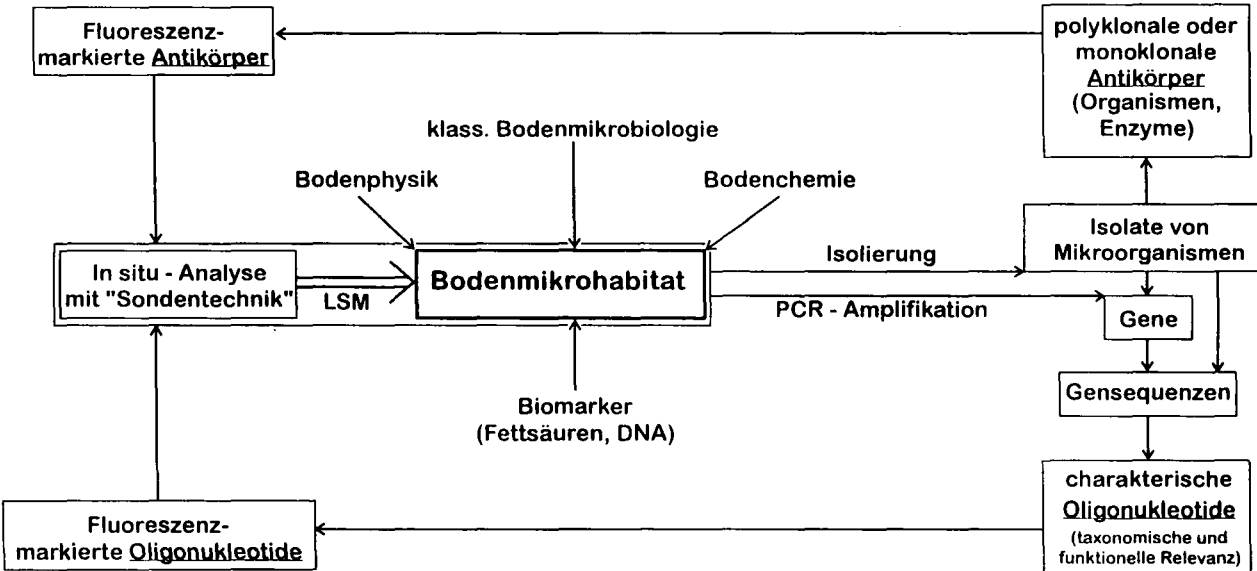 Fluoreszenz-
markierte Antikörper
polyklonale oder
monoklonale
Antikörper
(Organismen,
Enzyme)
klass. Bodenmikrobiologie
Bodenphysik
Bodenchemie
In situ - Analyse
mit "Sondentechnik"
LSM
Bodenmikrohabitat
Isolierung
PCR - Amplifikation
Isolate von
Mikroorganismen
Gene
Gensequenzen
Biomarker
(Fettsäuren, DNA)
Fluoreszenz-
markierte Oligonukleotide
charakterische
Oligonukleotide
(taxonomische und
funktionelle Relevanz)